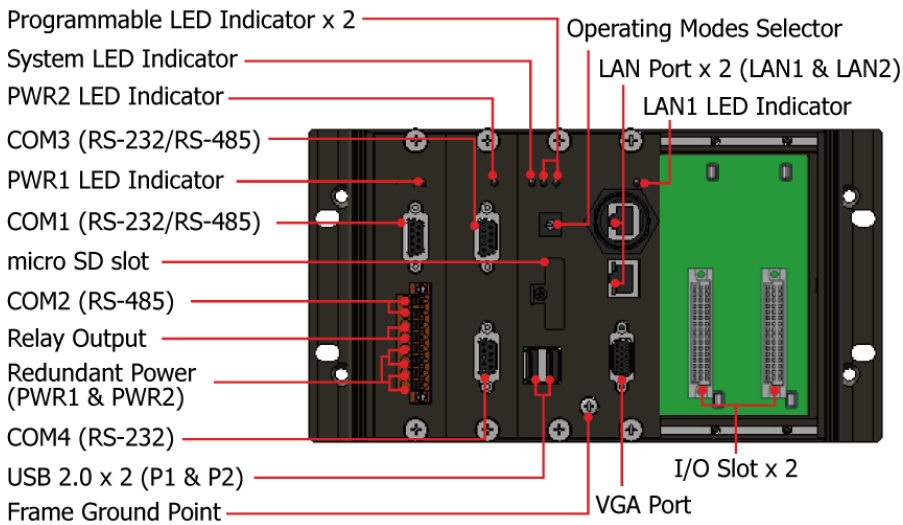 Programmable LED Indicator x 2
System LED Indicator
PWR2 LED Indicator
COM3 (RS-232/RS-485)
PWR1 LED Indicator
COM1 (RS-232/RS-485)
micro SD slot
COM2 (RS-485)
Relay Output
Redundant Power
(PWR1 & PWR2)
COM4 (RS-232)
USB 2.0 x 2 (P1 & P2)
Frame Ground Point
Operating Modes Selector
LAN Port x 2 (LAN1 & LAN2)
LAN1 LED Indicator
I/O Slot x 2
VGA Port